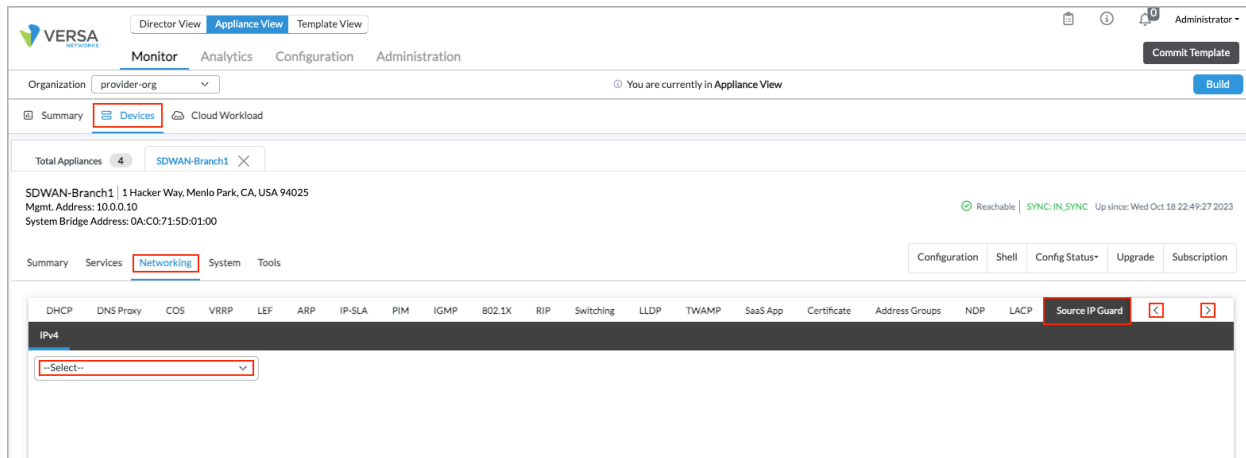 VERSA
NETWORKS
Director View Appliance View Template View
0
Administrator
Monitor Analytics Configuration Administration
Commit Template
Organization provider-org
You are currently in Appliance View
Build
Summary Devices Cloud Workload
Total Appliances 4 SDWAN-Branch1
SDWAN-Branch1 | 1 Hacker Way, Menlo Park, CA, USA 94025
Mgmt. Address: 10.0.0.10
System Bridge Address: 0A:C0:71:5D:01:00
Reachable | SYNC: IN_SYNC Up since: Wed Oct 18 22:49:27 2023
Summary Services Networking System Tools
Configuration Shell Config Status Upgrade Subscription
DHCP DNS Proxy COS VRRP LEF ARP IP-SLA PIM IGMP 802.1X RIP Switching LLDP TWAMP SaaS App Certificate Address Groups NDP LACP Source IP Guard < >
IPv4
--Select--